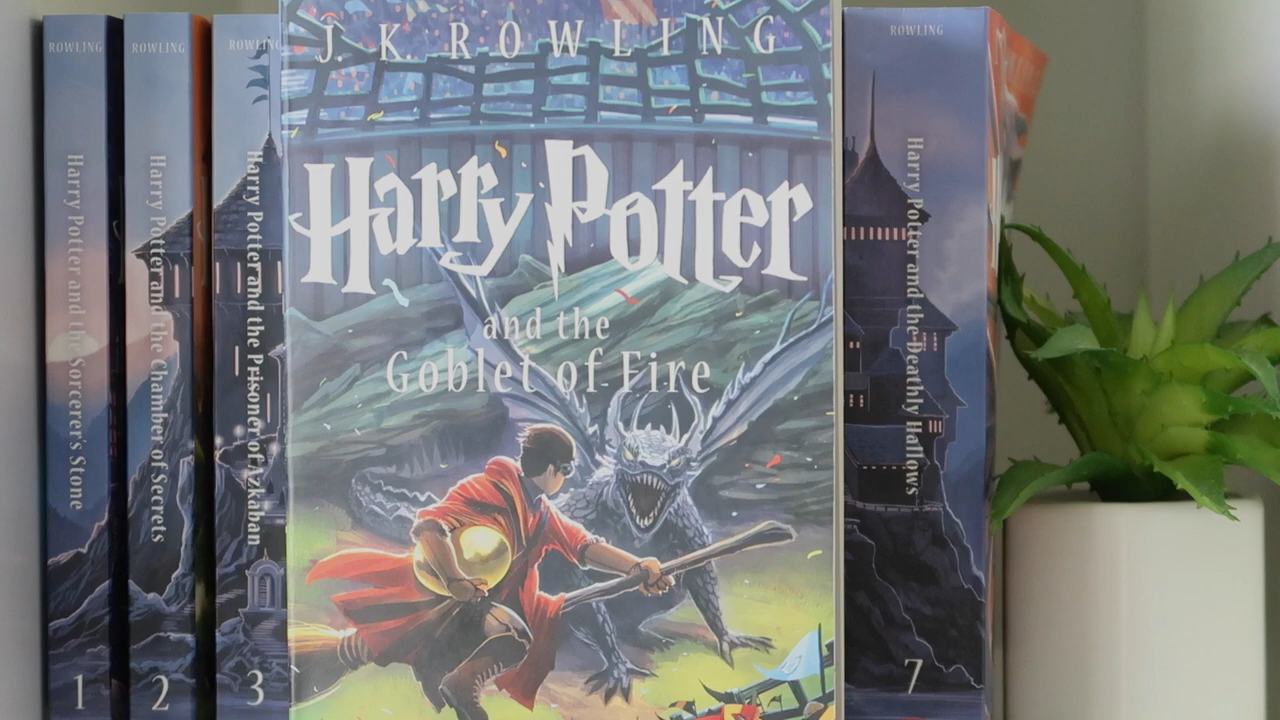 ROWLING
Harry Potter and the Sorcerer's Stone
1
ROWLING
Harry Potter and the Chamber of Secrets
2
ROWLING
Harry Potter and the Prisoner of Azkaban
3
J. K. ROWLING
Harry Potter
and the
Goblet of Fire
ROWLING
Harry Potter and the Deathly Hallows
7